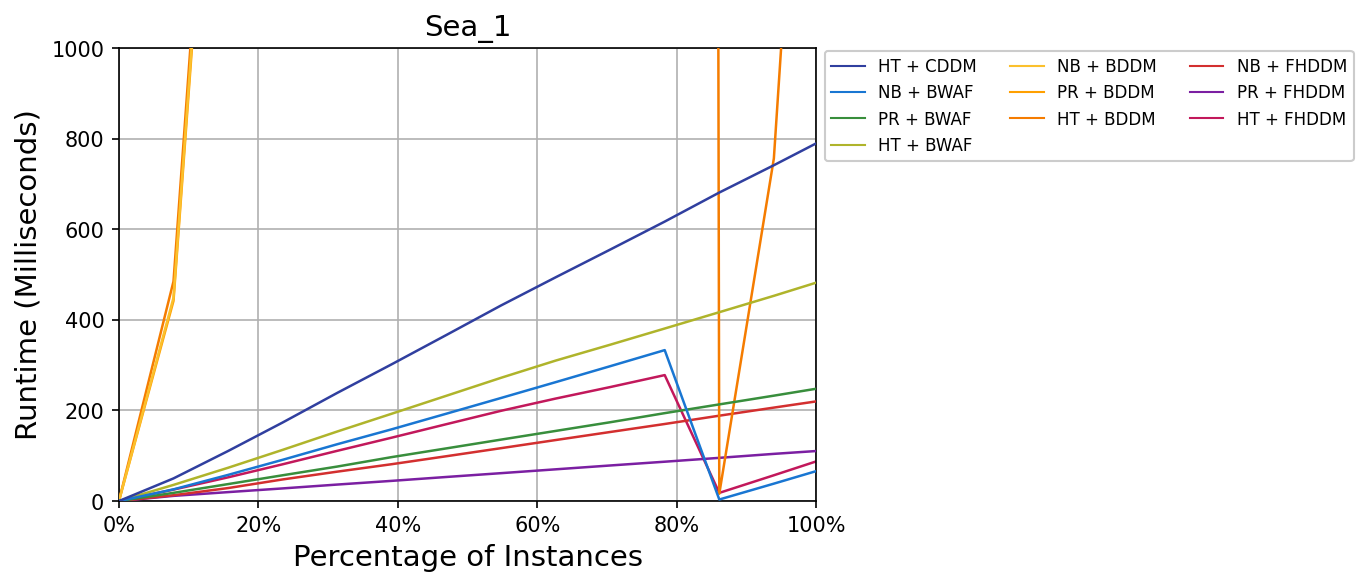 Sea_1
Runtime (Milliseconds)
1000
800
600
400
200
0
0% 20% 40% 60% 80% 100%
Percentage of Instances
HT + CDDM
NB + BWAF
PR + BWAF
HT + BWAF
NB + BDDM
PR + BDDM
HT + BDDM
NB + FHDDM
PR + FHDDM
HT + FHDDM